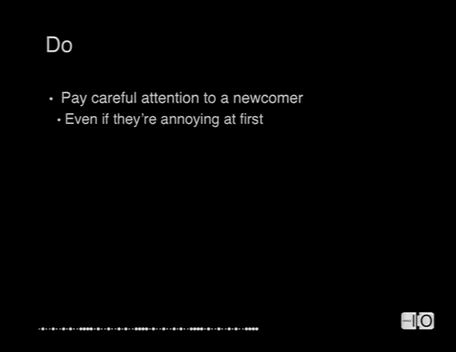 Do
• Pay careful attention to a newcomer
• Even if they're annoying at first